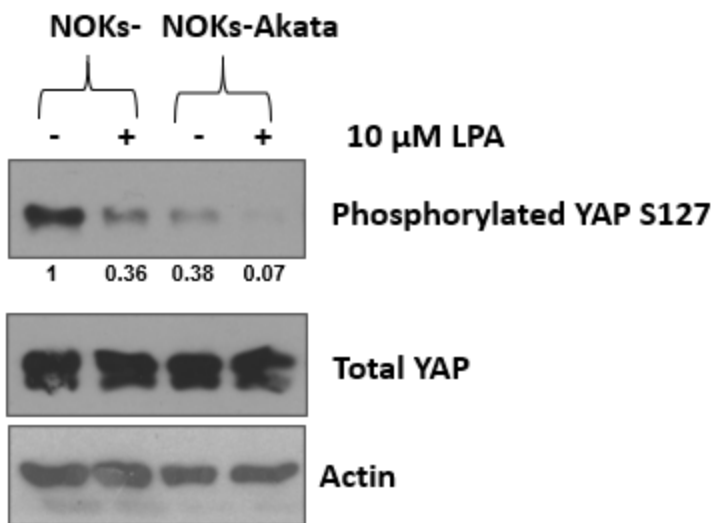 NOKs- NOKs-Akata
- + - + 10 µM LPA
Phosphorylated YAP S127
1 0.36 0.38 0.07
Total YAP
Actin